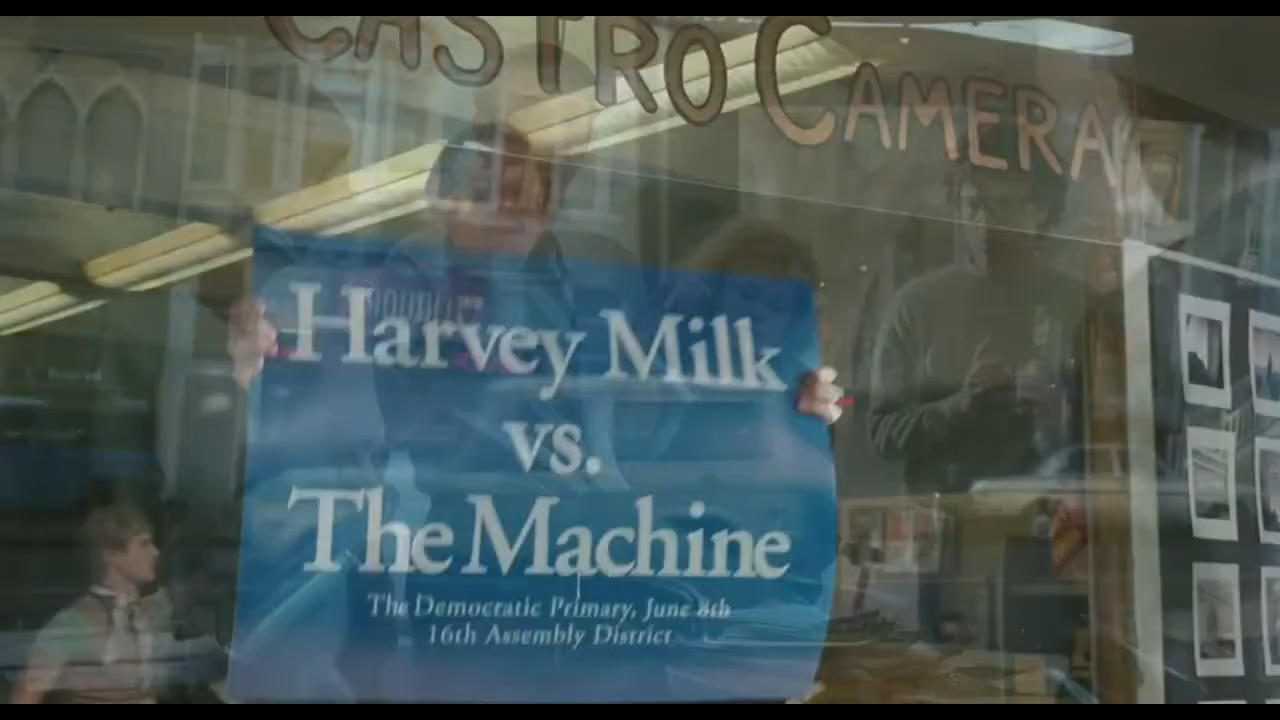 CASTRO CAMERA
Harvey Milk
vs.
The Machine
The Democratic Primary, June 8th
16th Assembly District